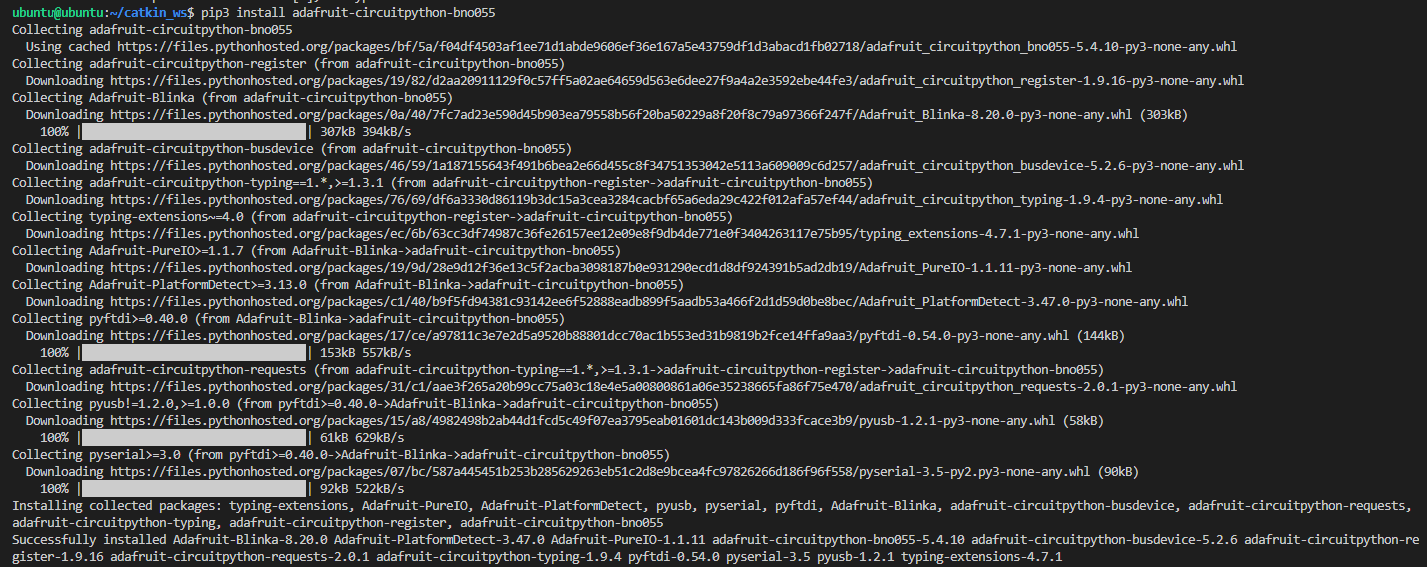 ubuntu@ubuntu:~/catkin_ws$ pip3 install adafruit-circuitpython-bno055
Collecting adafruit-circuitpython-bno055
Using cached https://files.pythonhosted.org/packages/bf/5a/f04df4503af1ee71d1abde9606ef36e167a5e43759df1d3abacd1fb02718/adafruit_circuitpython_bno055-5.4.10-py3-none-any.whl
Collecting adafruit-circuitpython-register (from adafruit-circuitpython-bno055)
Downloading https://files.pythonhosted.org/packages/19/82/d2aa20911129f0c57ff5a02ae64659d563e6dee27f9a4a2e3592ebe44fe3/adafruit_circuitpython_register-1.9.16-py3-none-any.whl
Collecting Adafruit-Blinka (from adafruit-circuitpython-bno055)
Downloading https://files.pythonhosted.org/packages/0a/40/7fc7ad23e590d45b903ea79558b56f20ba50229a8f20f8c79a97366f247f/Adafruit_Blinka-8.20.0-py3-none-any.whl (303kB)
100% |████████████████████████████████| 307kB 394kB/s
Collecting adafruit-circuitpython-busdevice (from adafruit-circuitpython-bno055)
Downloading https://files.pythonhosted.org/packages/46/59/1a187155643f491b6bea2e66d455c8f34751353042e5113a609009c6d257/adafruit_circuitpython_busdevice-5.2.6-py3-none-any.whl
Collecting adafruit-circuitpython-typing==1.*,>=1.3.1 (from adafruit-circuitpython-register->adafruit-circuitpython-bno055)
Downloading https://files.pythonhosted.org/packages/76/69/df6a3330d86119b3dc15a3cea3284cacbf65a6eda29c422f012afa57ef44/adafruit_circuitpython_typing-1.9.4-py3-none-any.whl
Collecting typing-extensions~=4.0 (from adafruit-circuitpython-register->adafruit-circuitpython-bno055)
Downloading https://files.pythonhosted.org/packages/ec/6b/63cc3df74987c36fe26157ee12e09e8f9db4de771e0f3404263117e75b95/typing_extensions-4.7.1-py3-none-any.whl
Collecting Adafruit-PureIO>=1.1.7 (from Adafruit-Blinka->adafruit-circuitpython-bno055)
Downloading https://files.pythonhosted.org/packages/19/9d/28e9d12f36e13c5f2acba3098187b0e931290ecd1d8df924391b5ad2db19/Adafruit_PureIO-1.1.11-py3-none-any.whl
Collecting Adafruit-PlatformDetect>=3.13.0 (from Adafruit-Blinka->adafruit-circuitpython-bno055)
Downloading https://files.pythonhosted.org/packages/c1/40/b9f5fd94381c93142ee6f52888eadb899f5aadb53a466f2d1d59d0be8bec/Adafruit_PlatformDetect-3.47.0-py3-none-any.whl
Collecting pyftdi>=0.40.0 (from Adafruit-Blinka->adafruit-circuitpython-bno055)
Downloading https://files.pythonhosted.org/packages/17/ce/a97811c3e7e2d5a9520b88801dcc70ac1b553ed31b9819b2fce14ffa9aa3/pyftdi-0.54.0-py3-none-any.whl (144kB)
100% |████████████████████████████████| 153kB 557kB/s
Collecting adafruit-circuitpython-requests (from adafruit-circuitpython-typing==1.*,>=1.3.1->adafruit-circuitpython-register->adafruit-circuitpython-bno055)
Downloading https://files.pythonhosted.org/packages/31/c1/aae3f265a20b99cc75a03c18e4e5a00800861a06e35238665fa86f75e470/adafruit_circuitpython_requests-2.0.1-py3-none-any.whl
Collecting pyusb!=1.2.0,>=1.0.0 (from pyftdi>=0.40.0->Adafruit-Blinka->adafruit-circuitpython-bno055)
Downloading https://files.pythonhosted.org/packages/15/a8/4982498b2ab44d1fcd5c49f07ea3795eab01601dc143b009d333fcace3b9/pyusb-1.2.1-py3-none-any.whl (58kB)
100% |████████████████████████████████| 61kB 629kB/s
Collecting pyserial>=3.0 (from pyftdi>=0.40.0->Adafruit-Blinka->adafruit-circuitpython-bno055)
Downloading https://files.pythonhosted.org/packages/07/bc/587a445451b253b285629263eb51c2d8e9bcea4fc97826266d186f96f558/pyserial-3.5-py2.py3-none-any.whl (90kB)
100% |████████████████████████████████| 92kB 522kB/s
Installing collected packages: typing-extensions, Adafruit-PureIO, Adafruit-PlatformDetect, pyusb, pyserial, pyftdi, Adafruit-Blinka, adafruit-circuitpython-busdevice, adafruit-circuitpython-requests,
adafruit-circuitpython-typing, adafruit-circuitpython-register, adafruit-circuitpython-bno055
Successfully installed Adafruit-Blinka-8.20.0 Adafruit-PlatformDetect-3.47.0 Adafruit-PureIO-1.1.11 adafruit-circuitpython-bno055-5.4.10 adafruit-circuitpython-busdevice-5.2.6 adafruit-circuitpython-re
gister-1.9.16 adafruit-circuitpython-requests-2.0.1 adafruit-circuitpython-typing-1.9.4 pyftdi-0.54.0 pyserial-3.5 pyusb-1.2.1 typing-extensions-4.7.1